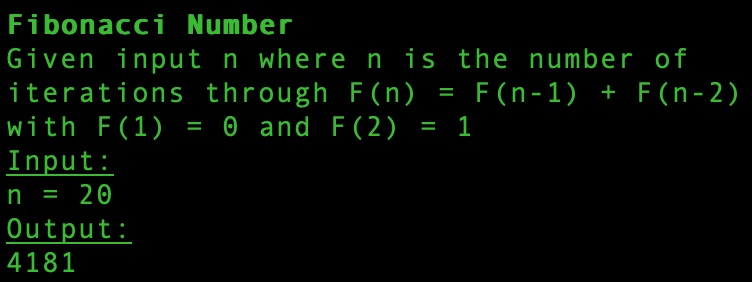 Fibonacci Number
Given input n where n is the number of
iterations through F(n) = F(n-1) + F(n-2)
with F(1) = 0 and F(2) = 1
Input:
n = 20
Output:
4181